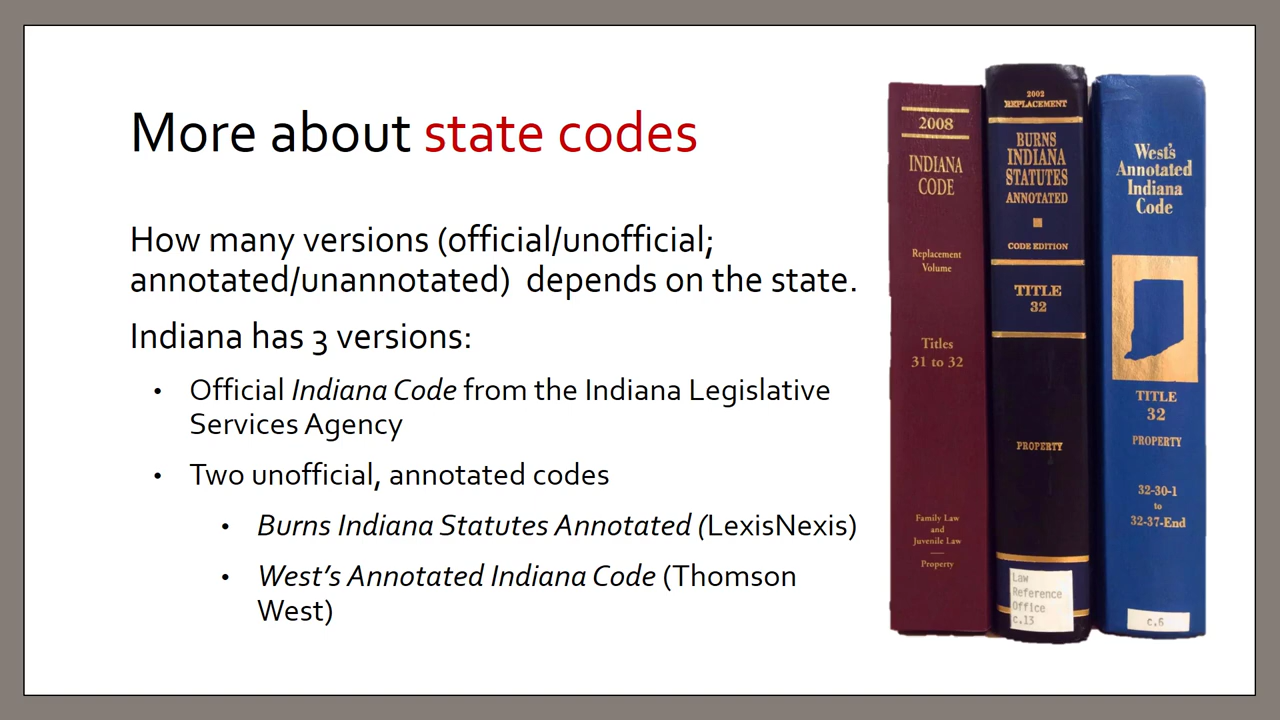 More about state codes
How many versions (official/unofficial;
annotated/unannotated) depends on the state.
Indiana has 3 versions:
• Official Indiana Code from the Indiana Legislative
Services Agency
• Two unofficial, annotated codes
• Burns Indiana Statutes Annotated (LexisNexis)
• West's Annotated Indiana Code (Thomson
West)
2008
INDIANA
CODE
Replacement
Volume
Titles
31 to 32
Family Law
and
Juvenile Law
Property
2002
REPLACEMENT
BURNS
INDIANA
STATUTES
ANNOTATED
CODE EDITION
TITLE
32
PROPERTY
Law
Reference
Office
c.13
West's
Annotated
Indiana
Code
TITLE
32
PROPERTY
32-30-1
to
32-37-End
c.6